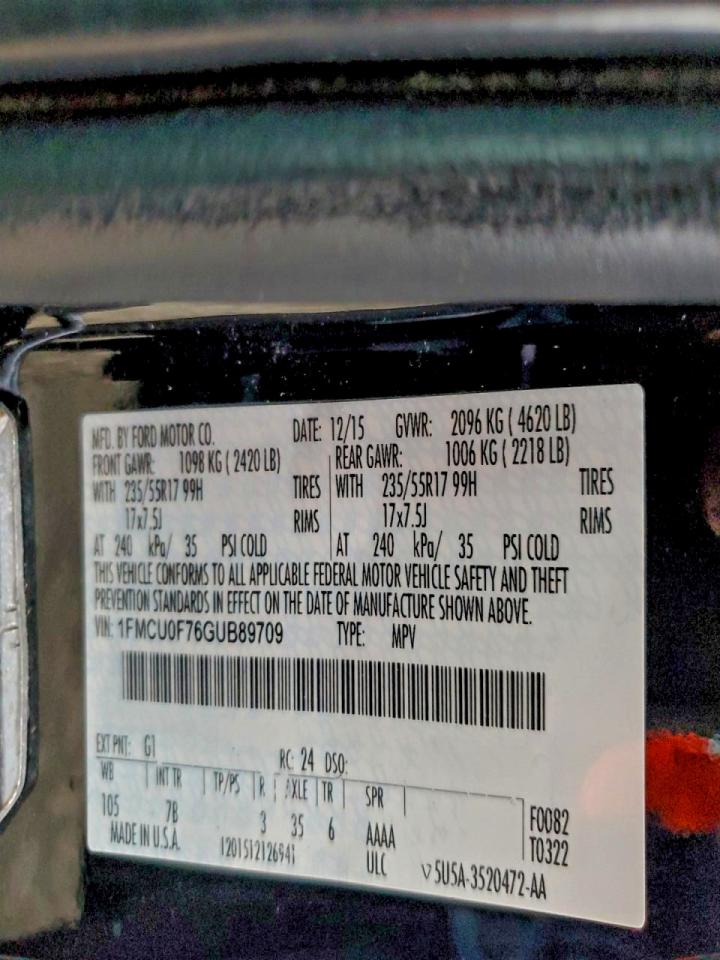 MFD. BY FORD MOTOR CO. DATE: 12/15 GVWR: 2096 KG ( 4620 LB)
FRONT GAWR: 1098 KG ( 2420 LB) REAR GAWR: 1006 KG ( 2218 LB)
WITH 235/55R17 99H TIRES WITH 235/55R17 99H TIRES
17x7.5J RIMS 17x7.5J RIMS
AT 240 kPa/ 35 PSI COLD AT 240 kPa/ 35 PSI COLD
THIS VEHICLE CONFORMS TO ALL APPLICABLE FEDERAL MOTOR VEHICLE SAFETY AND THEFT
PREVENTION STANDARDS IN EFFECT ON THE DATE OF MANUFACTURE SHOWN ABOVE.
VIN: 1FMCU0F76GUB89709 TYPE: MPV
EXT PNT: G1 RC: 24 DSO:
WB INT TR TP/PS R AXLE TR SPR
105 7B 3 35 6 AAAA F0082
MADE IN U.S.A. 1201512126941 ULC T0322
V5U5A-3520472-AA